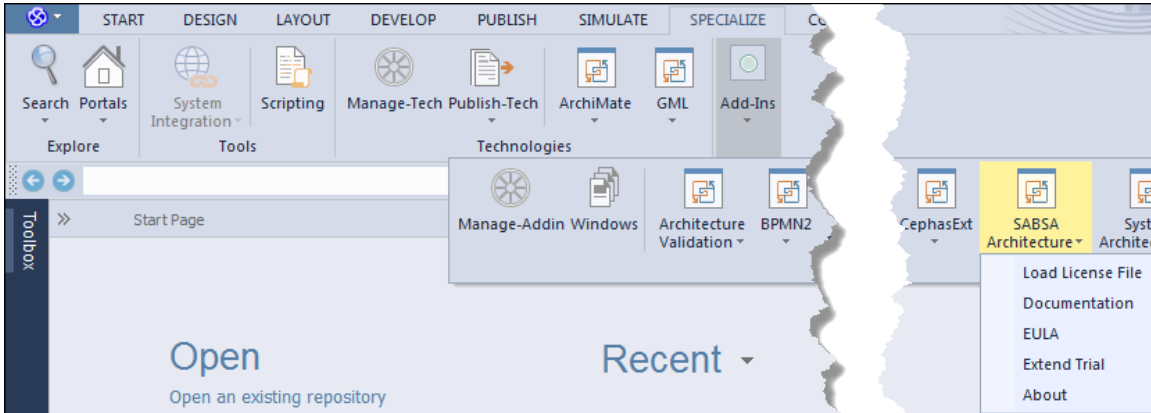 START DESIGN LAYOUT DEVELOP PUBLISH SIMULATE SPECIALIZE
Search Portals System Integration Scripting Manage-Tech Publish-Tech ArchiMate GML Add-Ins
Explore Tools Technologies
Manage-Addin Windows Architecture Validation BPMN2 CephasExt SABSA Architecture
Toolbox
Start Page
Load License File
Documentation
EULA
Extend Trial
About
Open
Recent
Open an existing repository